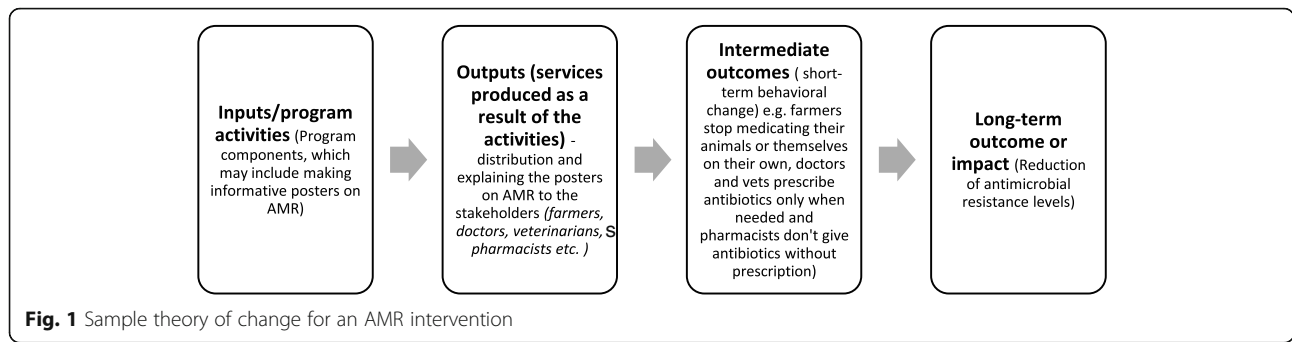 Inputs/program
activities (Program
components, which
may include making
informative posters on
AMR)
Outputs (services
produced as a
result of the
activities) -
distribution and
explaining the posters
on AMR to the
stakeholders (farmers,
doctors, veterinarians, S
pharmacists etc. )
Intermediate
outcomes ( short-
term behavioral
change) e.g. farmers
stop medicating their
animals or themselves
on their own, doctors
and vets prescribe
antibiotics only when
needed and
pharmacists don't give
antibiotics without
prescription)
Long-term
outcome or
impact (Reduction
of antimicrobial
resistance levels)
Fig. 1 Sample theory of change for an AMR intervention